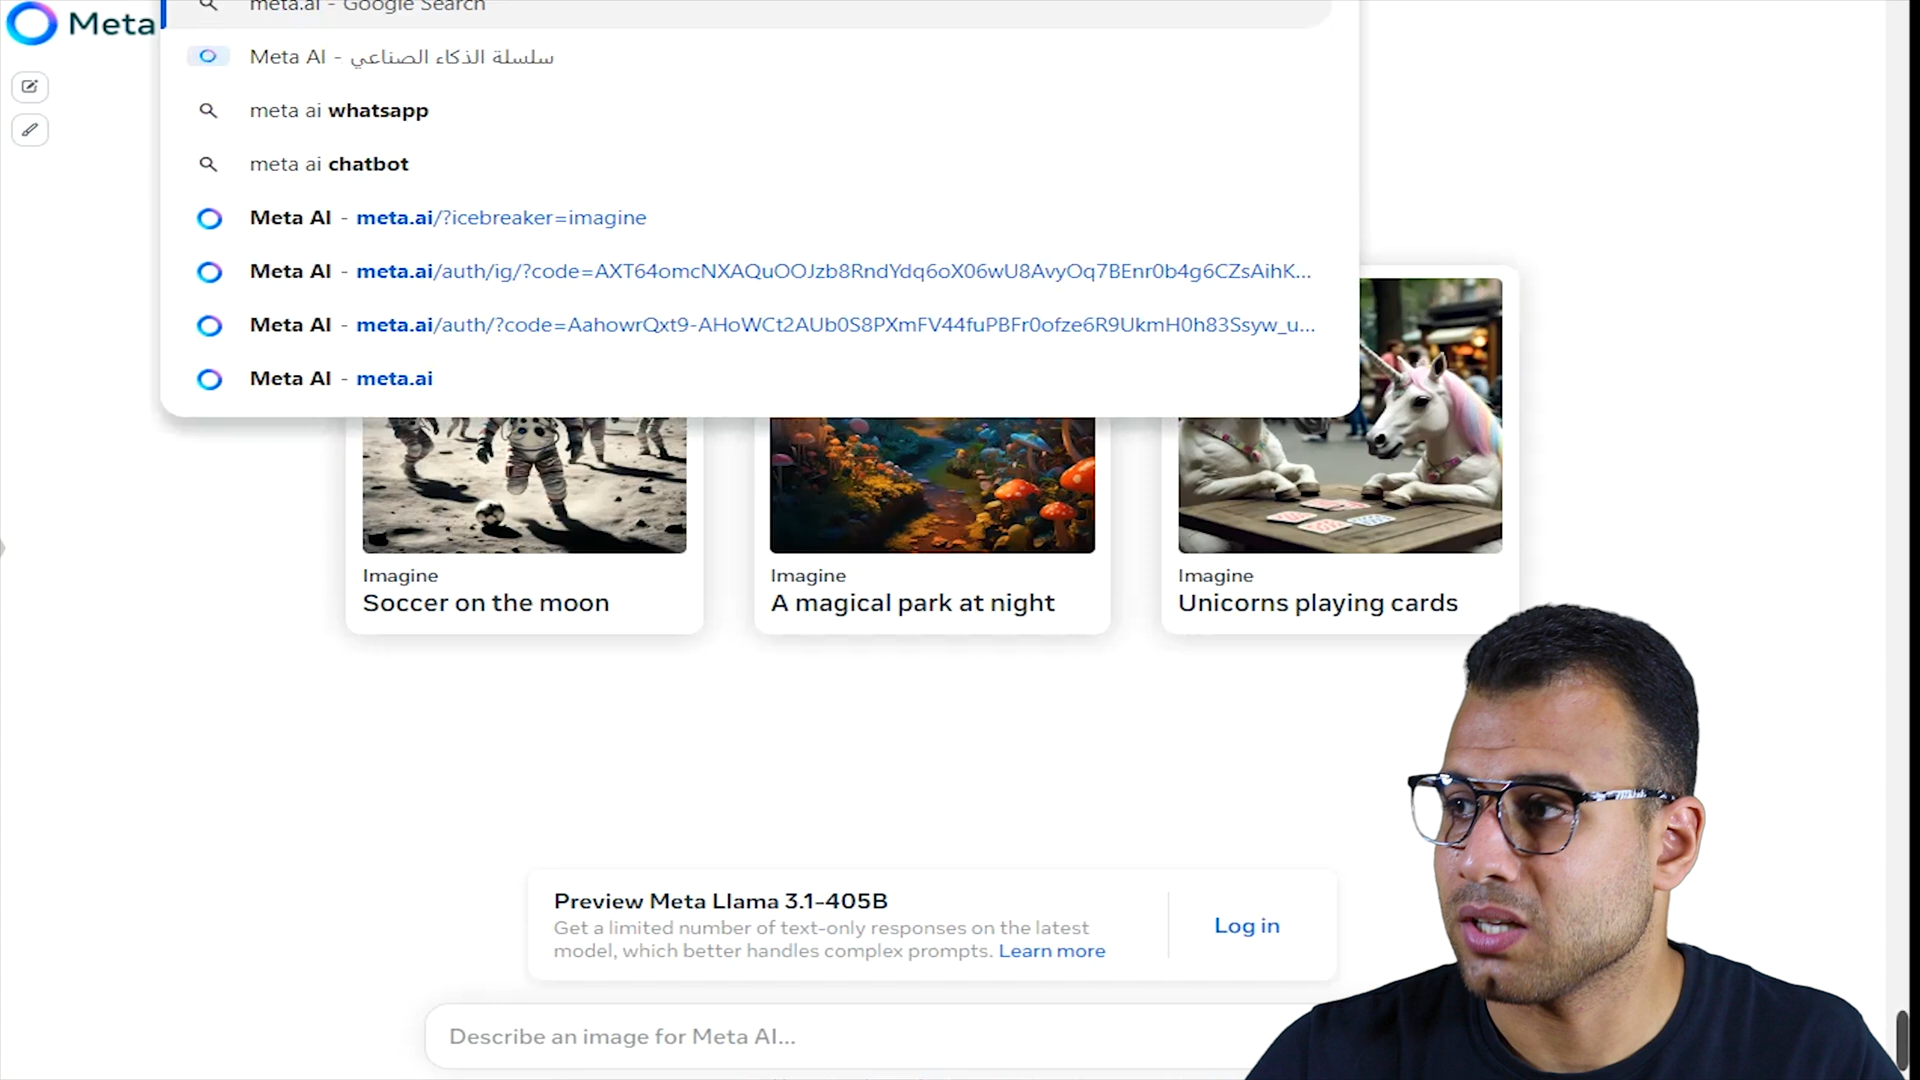 Meta
meta.ai - Google Search
Meta AI - سلسلة الذكاء الصناعي
meta ai whatsapp
meta ai chatbot
Meta AI - meta.ai/?icebreaker=imagine
Meta AI - meta.ai/auth/ig/?code=AXT64omcNXAQuOOJzb8RndYdq6oX06wU8AvyOq7BEnr0b4g6CZsAihK...
Meta AI - meta.ai/auth/?code=AahowrQxt9-AHoWCt2AUb0S8PXmFV44fuPBFr0ofze6R9UkmH0h83Ssyw_u...
Meta AI - meta.ai
Imagine
Soccer on the moon
Imagine
A magical park at night
Imagine
Unicorns playing cards
Preview Meta Llama 3.1-405B
Get a limited number of text-only responses on the latest
model, which better handles complex prompts. Learn more
Log in
Describe an image for Meta AI...